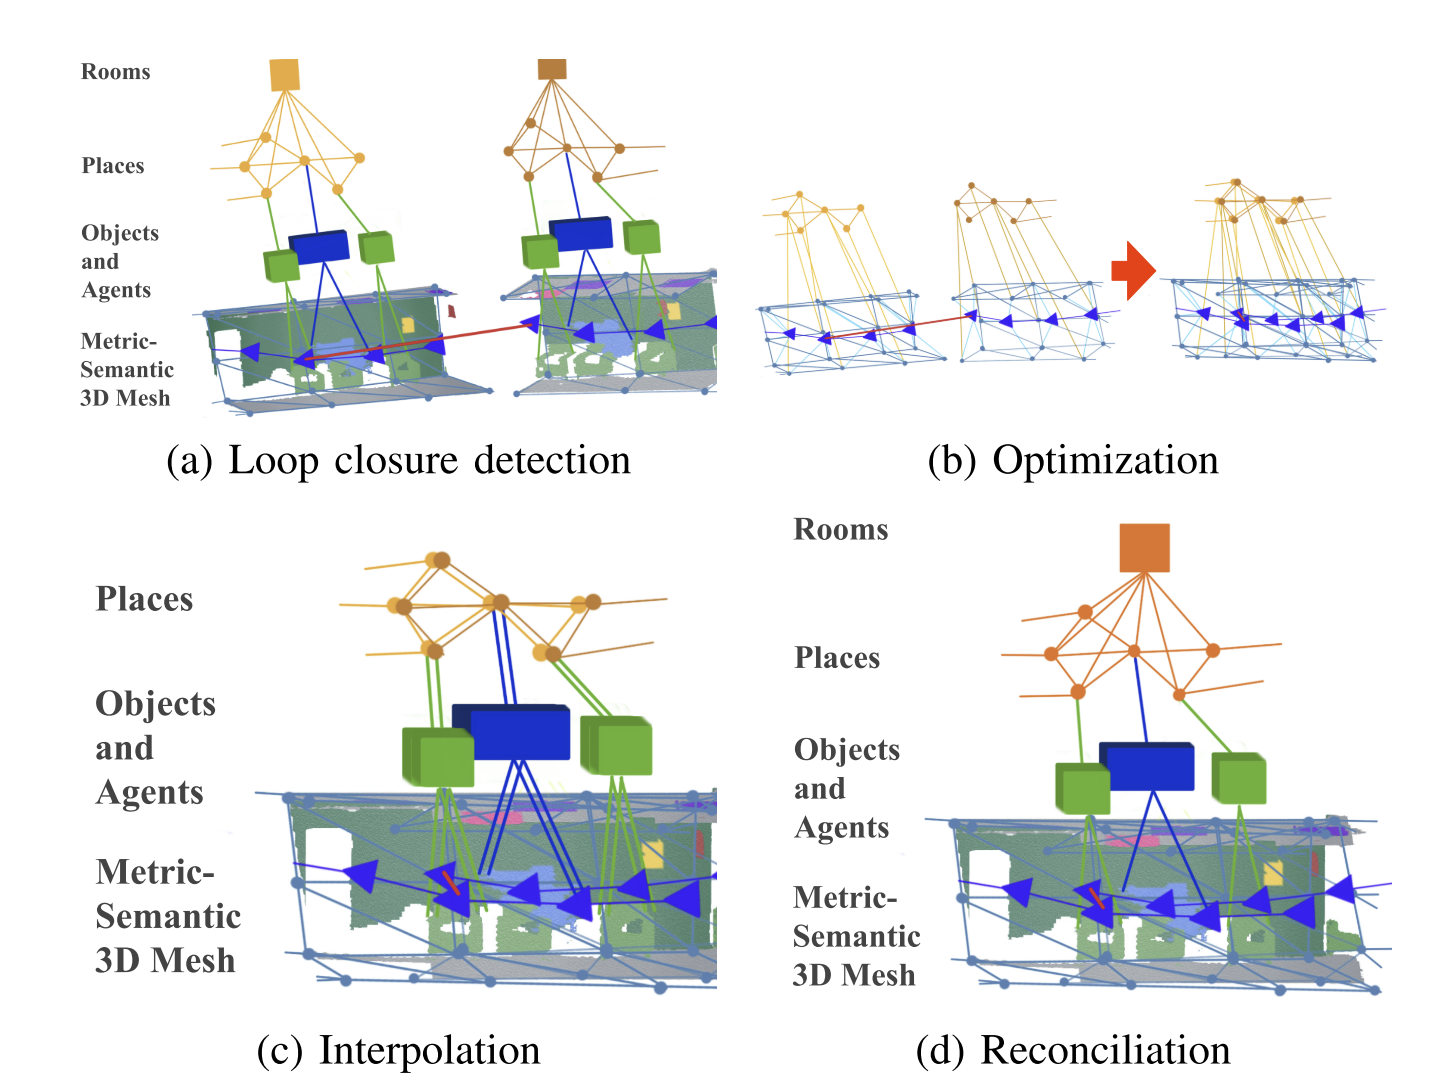 Rooms
Places
Objects
and
Agents
Metric-
Semantic
3D Mesh
(a) Loop closure detection
(b) Optimization
Places
Objects
and
Agents
Metric-
Semantic
3D Mesh
(c) Interpolation
Rooms
Places
Objects
and
Agents
Metric-
Semantic
3D Mesh
(d) Reconciliation